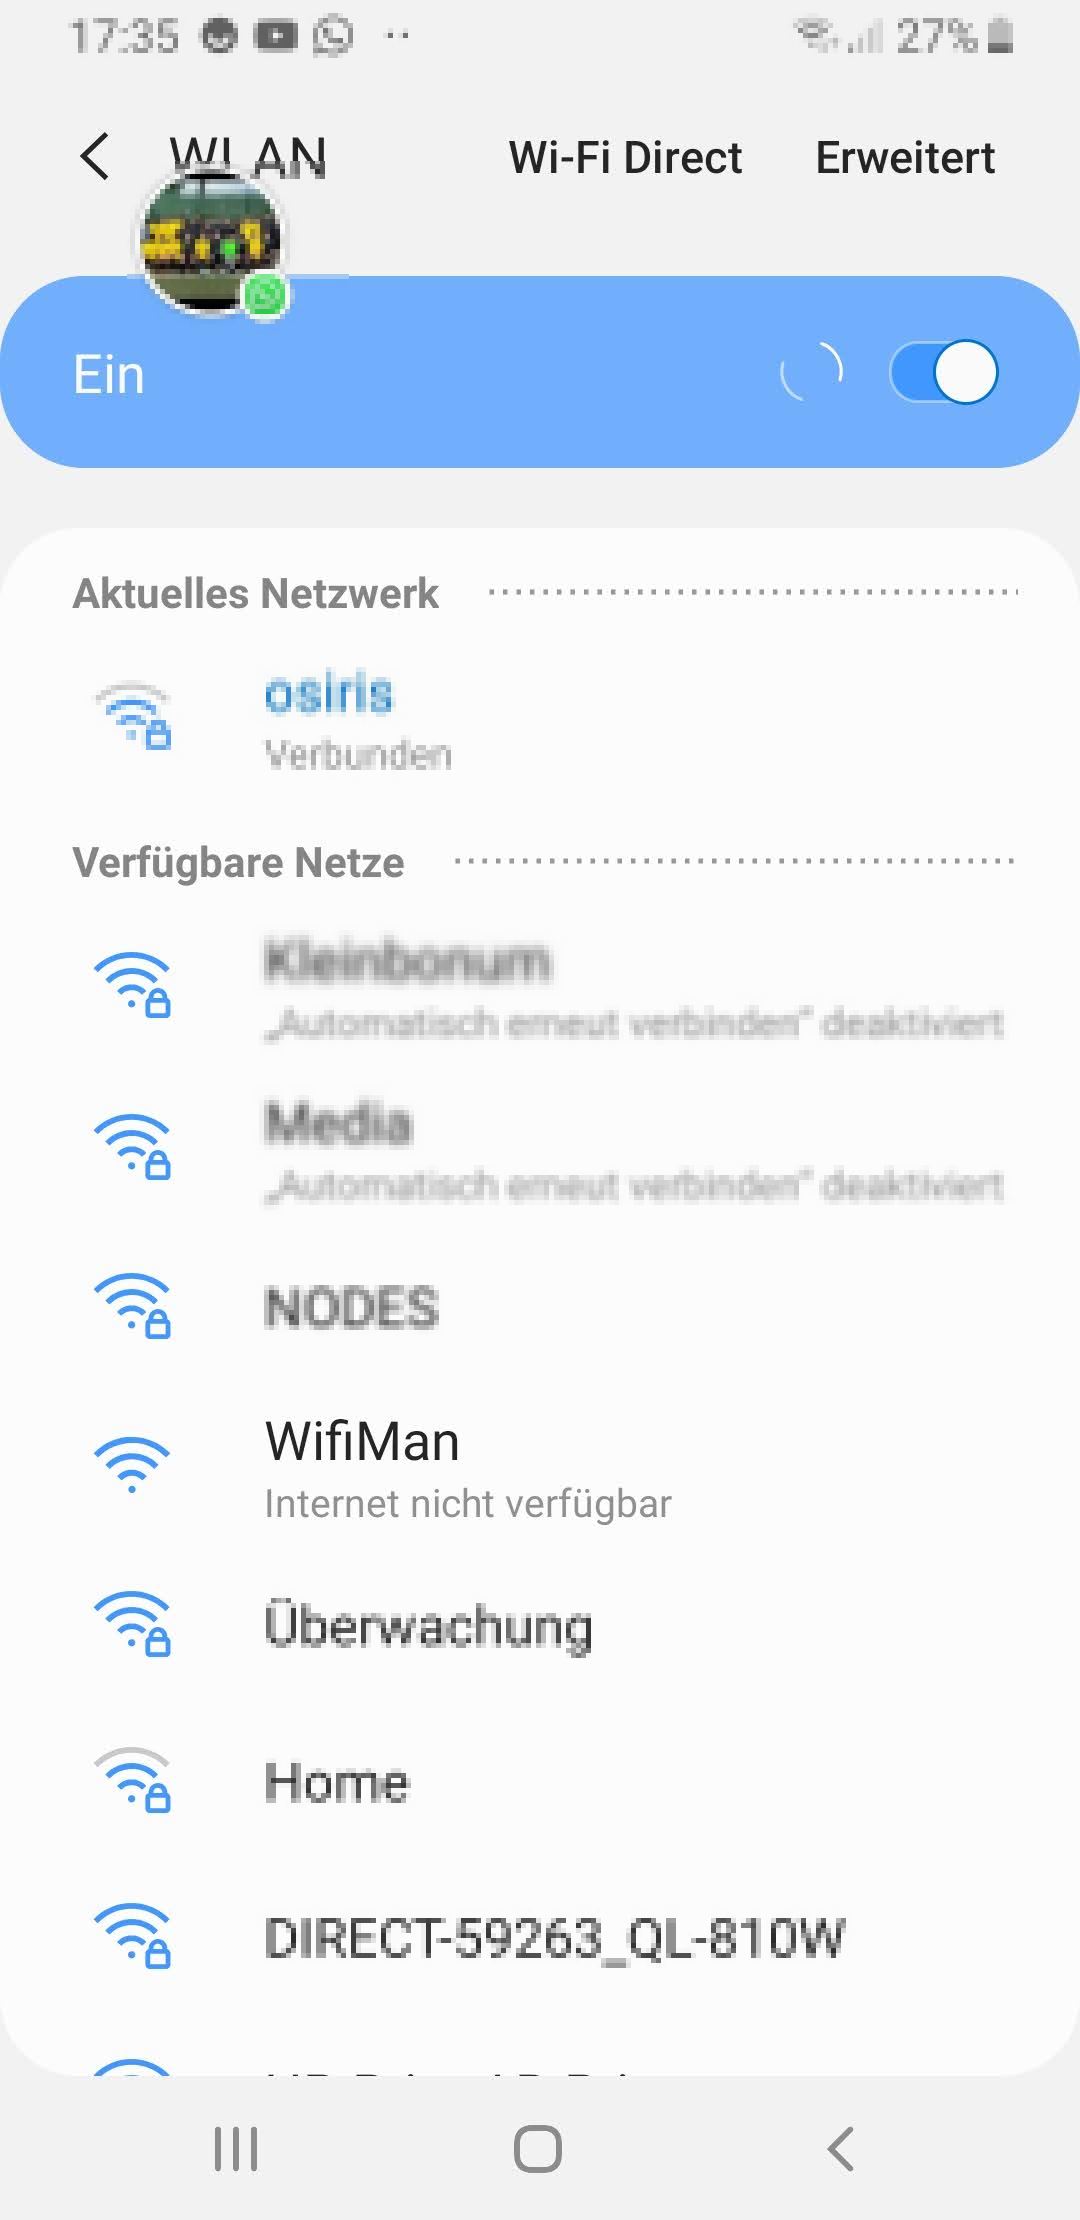 17:35
27%
WLAN
Wi-Fi Direct
Erweitert
Ein
Aktuelles Netzwerk
osiris
Verbunden
Verfügbare Netze
Kleinbonum
„Automatisch erneut verbinden“ deaktiviert
Media
„Automatisch erneut verbinden“ deaktiviert
NODES
WifiMan
Internet nicht verfügbar
Überwachung
Home
DIRECT-59263_QL-810W